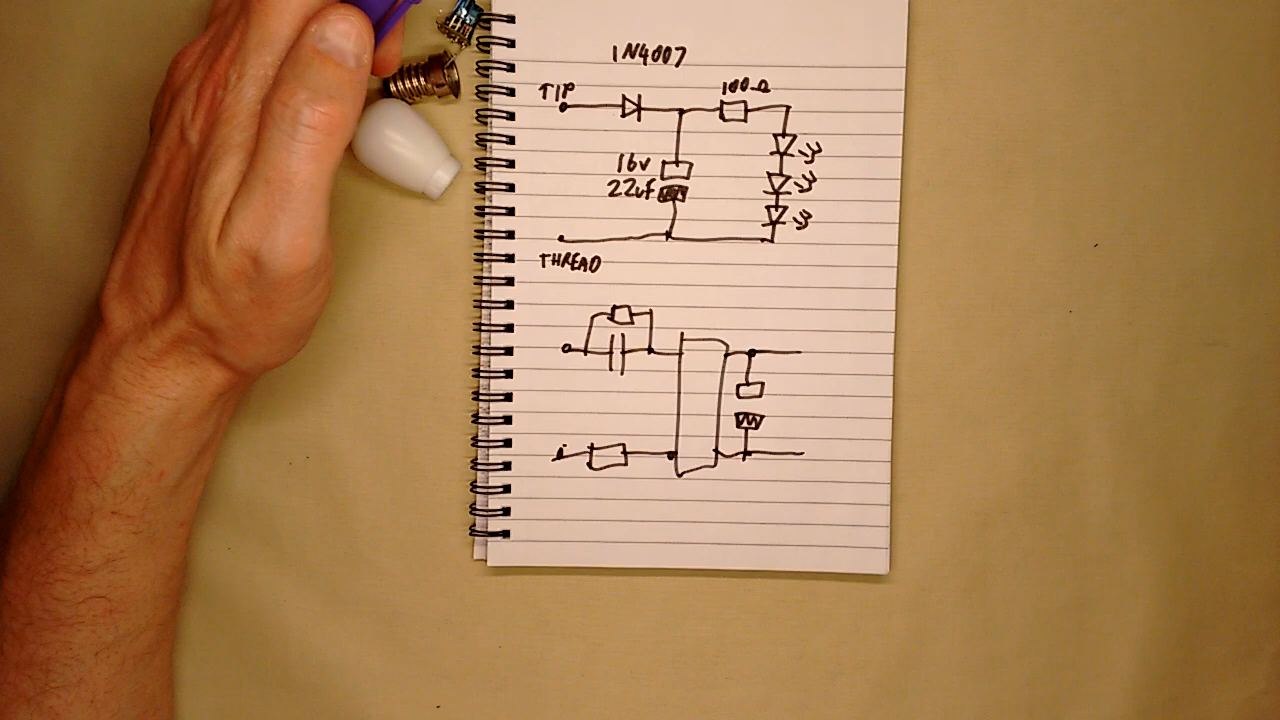 1N4007
TIP
100Ω
16v
22uf
THREAD